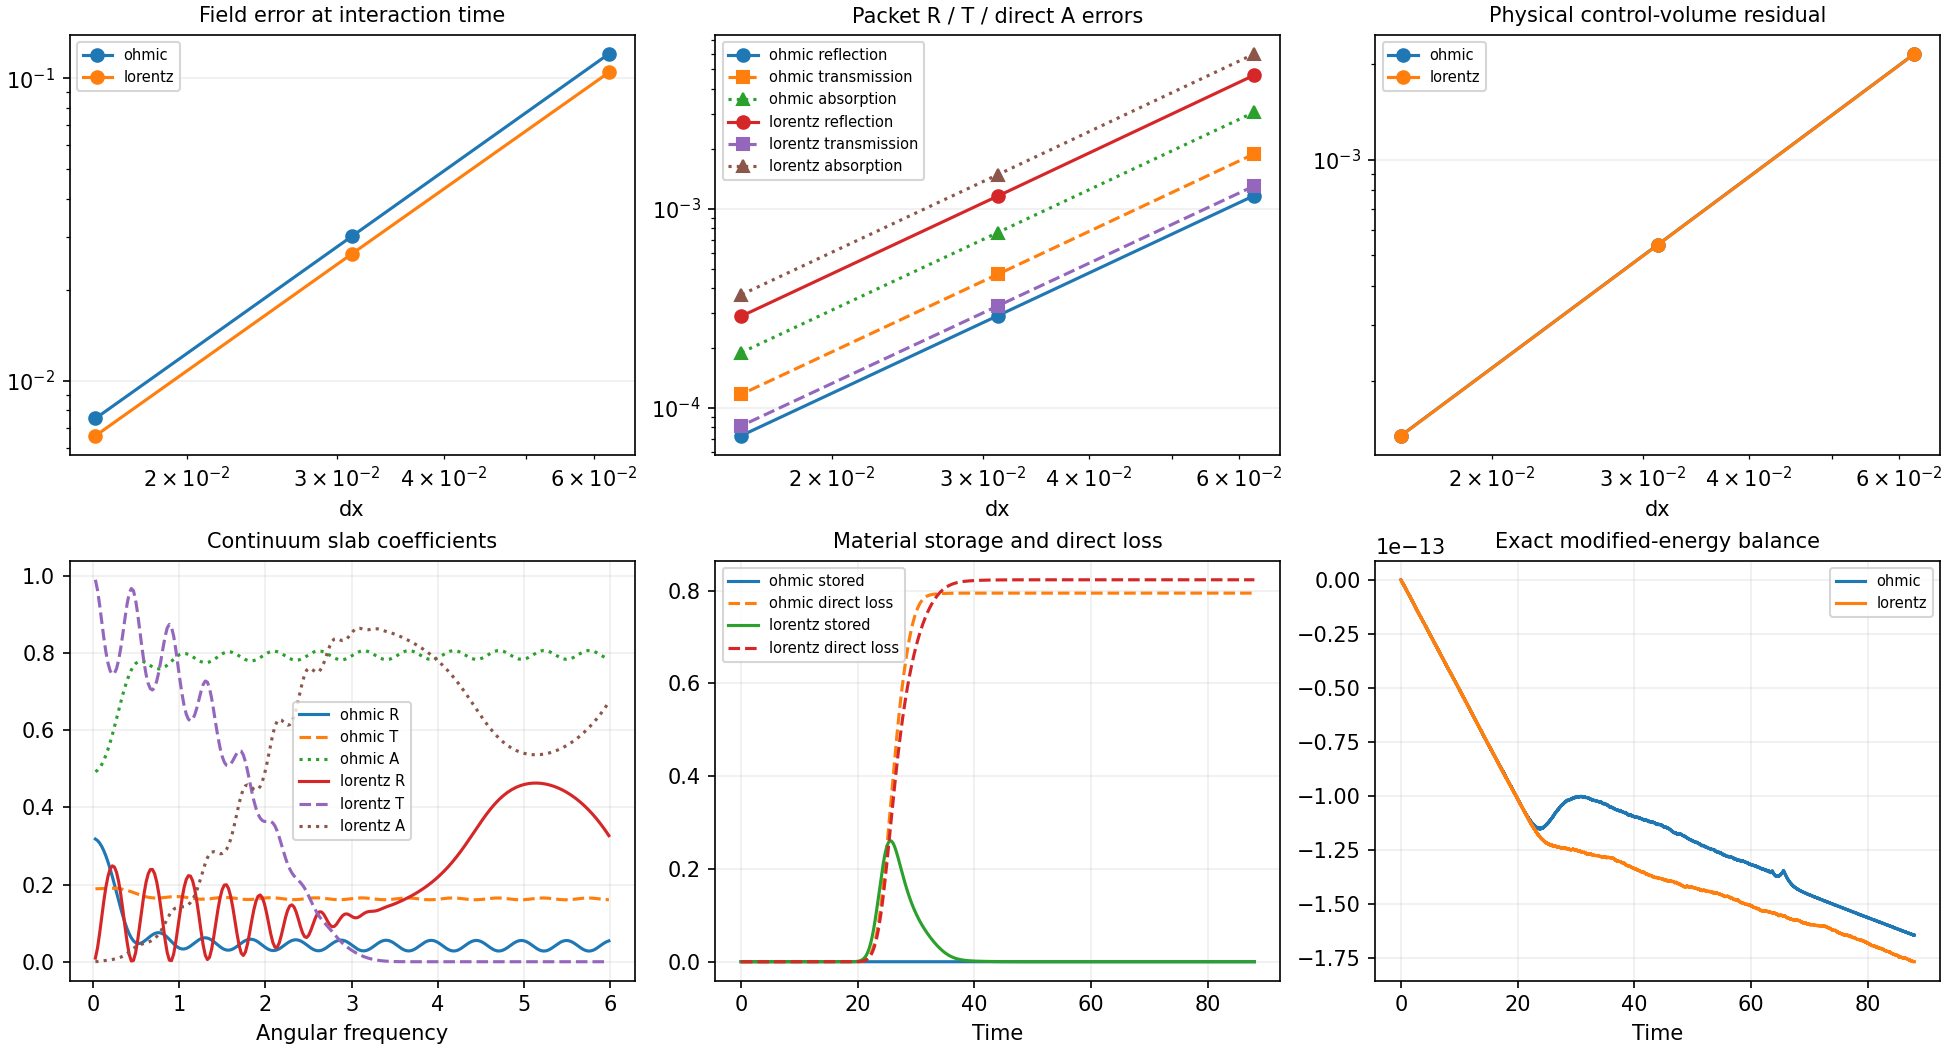 Field error at interaction time
ohmic
lorentz
10⁻¹
10⁻²
2 × 10⁻²
3 × 10⁻²
4 × 10⁻²
6 × 10⁻²
dx
Packet R / T / direct A errors
ohmic reflection
ohmic transmission
ohmic absorption
lorentz reflection
lorentz transmission
lorentz absorption
10⁻³
10⁻⁴
2 × 10⁻²
3 × 10⁻²
4 × 10⁻²
6 × 10⁻²
dx
Physical control-volume residual
ohmic
lorentz
10⁻³
2 × 10⁻²
3 × 10⁻²
4 × 10⁻²
6 × 10⁻²
dx
Continuum slab coefficients
1.0
0.8
0.6
0.4
0.2
0.0
ohmic R
ohmic T
ohmic A
lorentz R
lorentz T
lorentz A
0
1
2
3
4
5
6
Angular frequency
Material storage and direct loss
ohmic stored
ohmic direct loss
lorentz stored
lorentz direct loss
0.8
0.6
0.4
0.2
0.0
0
20
40
60
80
Time
1e−13
Exact modified-energy balance
ohmic
lorentz
0.00
−0.25
−0.50
−0.75
−1.00
−1.25
−1.50
−1.75
0
20
40
60
80
Time